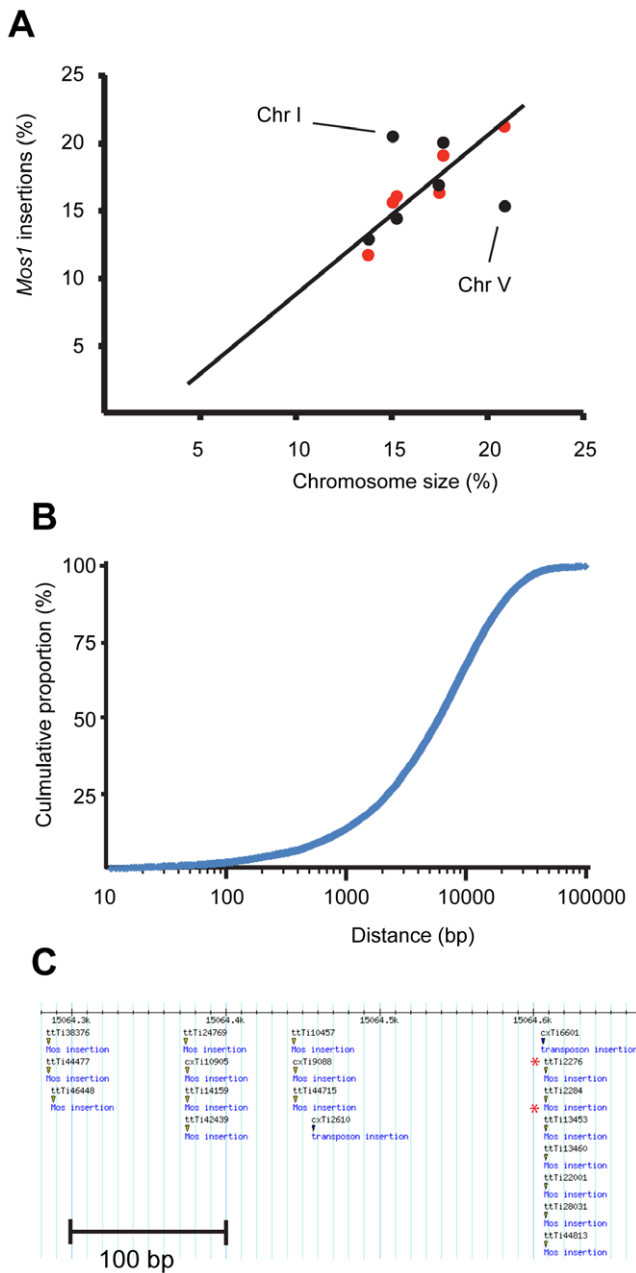 A
25
20
15
10
5
Mos1 insertions (%)
Chr I
Chr V
5 10 15 20 25
Chromosome size (%)
B
100
75
50
25
Culmulative proportion (%)
10 100 1000 10000 100000
Distance (bp)
C
15064.3k 15064.4k 15064.5k 15064.6k
ttTi38376 ttTi24769 ttTi10457 cxTi6601
Mos insertion Mos insertion Mos insertion transposon insertion
ttTi44477 cxTi10905 cxTi9088 * ttTi2276
Mos insertion Mos insertion Mos insertion Mos insertion
ttTi46448 ttTi14159 ttTi44715 ttTi2284
Mos insertion Mos insertion Mos insertion * Mos insertion
ttTi42439 cxTi2610 ttTi13453
Mos insertion transposon insertion Mos insertion
ttTi13460
Mos insertion
ttTi22001
Mos insertion
ttTi28031
Mos insertion
ttTi44813
Mos insertion
100 bp